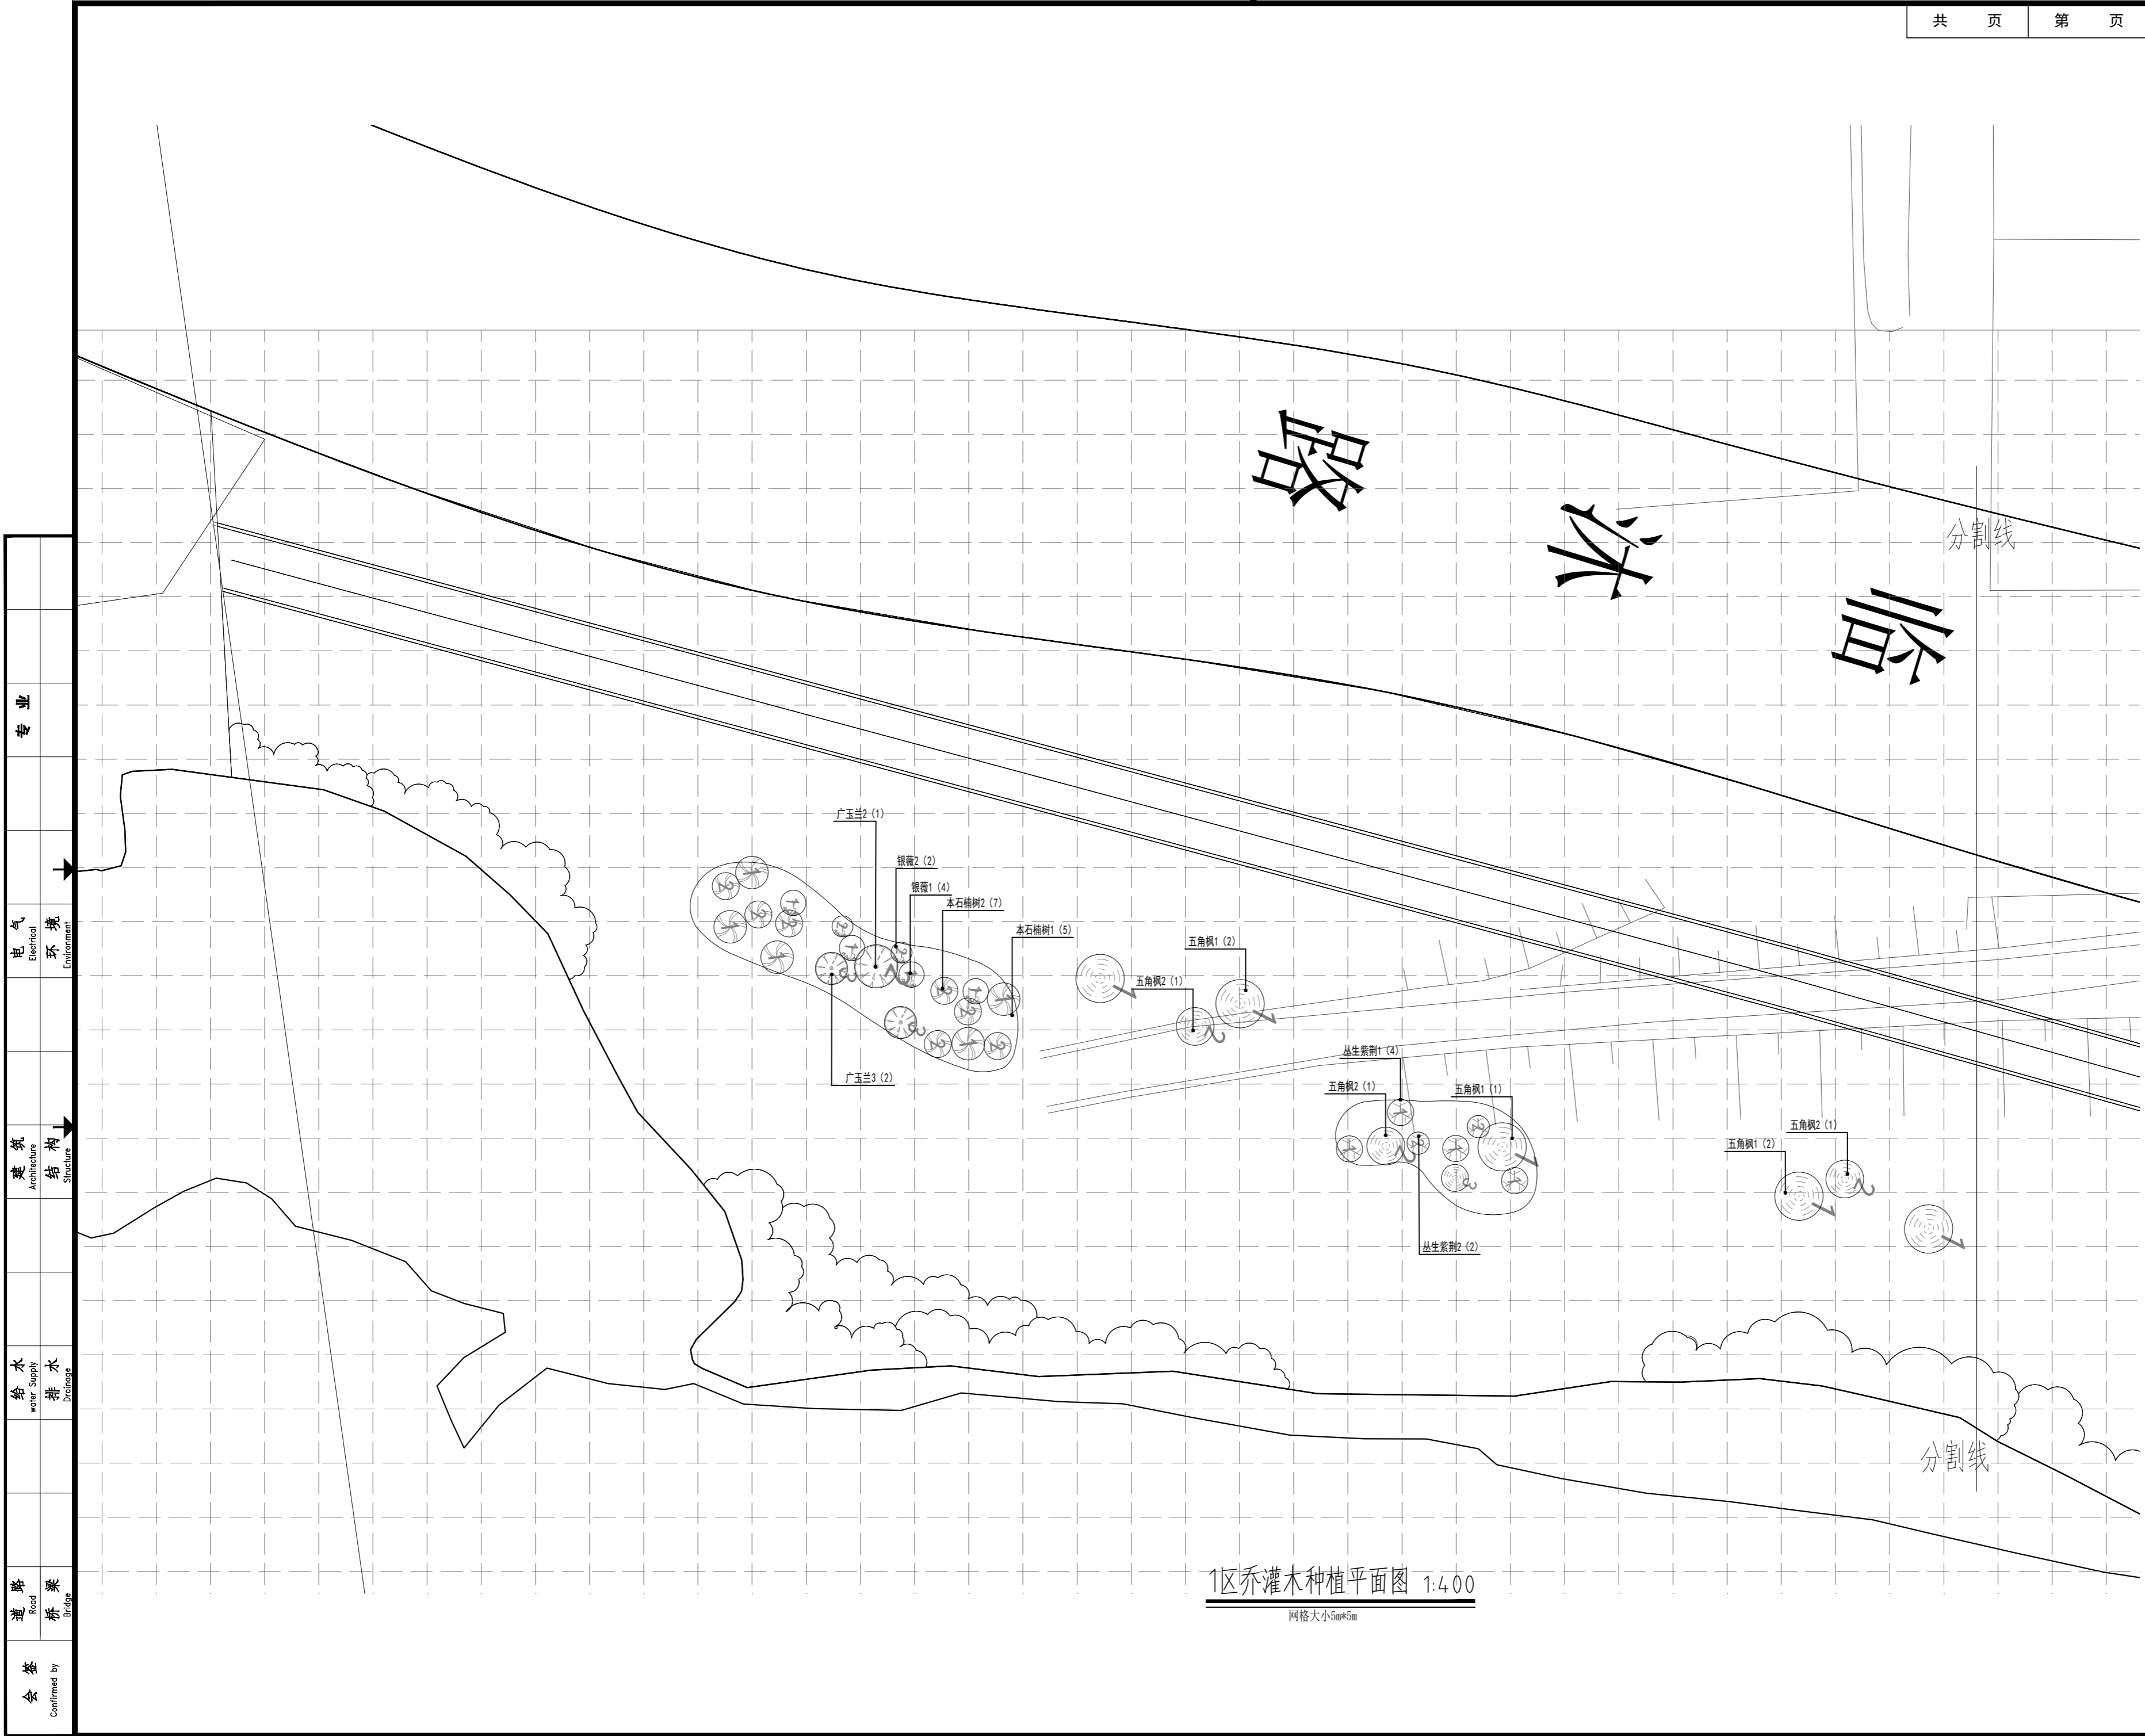 共 页 第 页
路
洋
香
分割线
专 业
电 气
Electrical
环 境
Environment
建 筑
Architecture
结 构
Structure
给 水
water Supply
排 水
Drainage
道 路
Road
桥 梁
Bridge
会 签
Confirmed by
广玉兰2（1）
银薇2（2）
银薇1（4）
本石楠树2（7）
本石楠树1（5）
五角枫1（2）
五角枫2（1）
广玉兰3（2）
丛生紫荆1（4）
五角枫2（1）
五角枫1（1）
丛生紫荆2（2）
五角枫2（1）
五角枫1（2）
分割线
1区乔灌木种植平面图 1:400
网格大小5m*5m